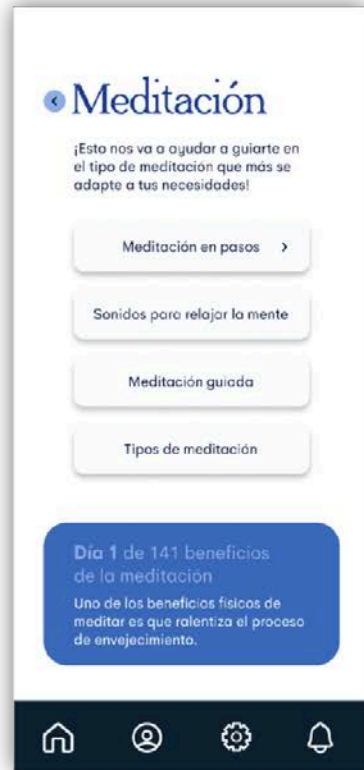 Meditación
¡Esto nos va a ayudar a guiarte en
el tipo de meditación que más se
adapte a tus necesidades!
Meditación en pasos
Sonidos para relajar la mente
Meditación guiada
Tipos de meditación
Día 1 de 141 beneficios
de la meditación
Uno de los beneficios físicos de
meditar es que ralentiza el proceso
de envejecimiento.